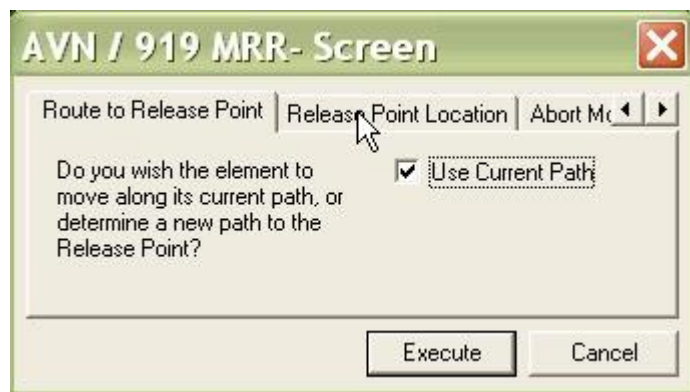 AVN / 919 MRR- Screen
Route to Release Point
Release Point Location
Abort
Do you wish the element to
move along its current path, or
determine a new path to the
Release Point?
Use Current Path
Execute
Cancel